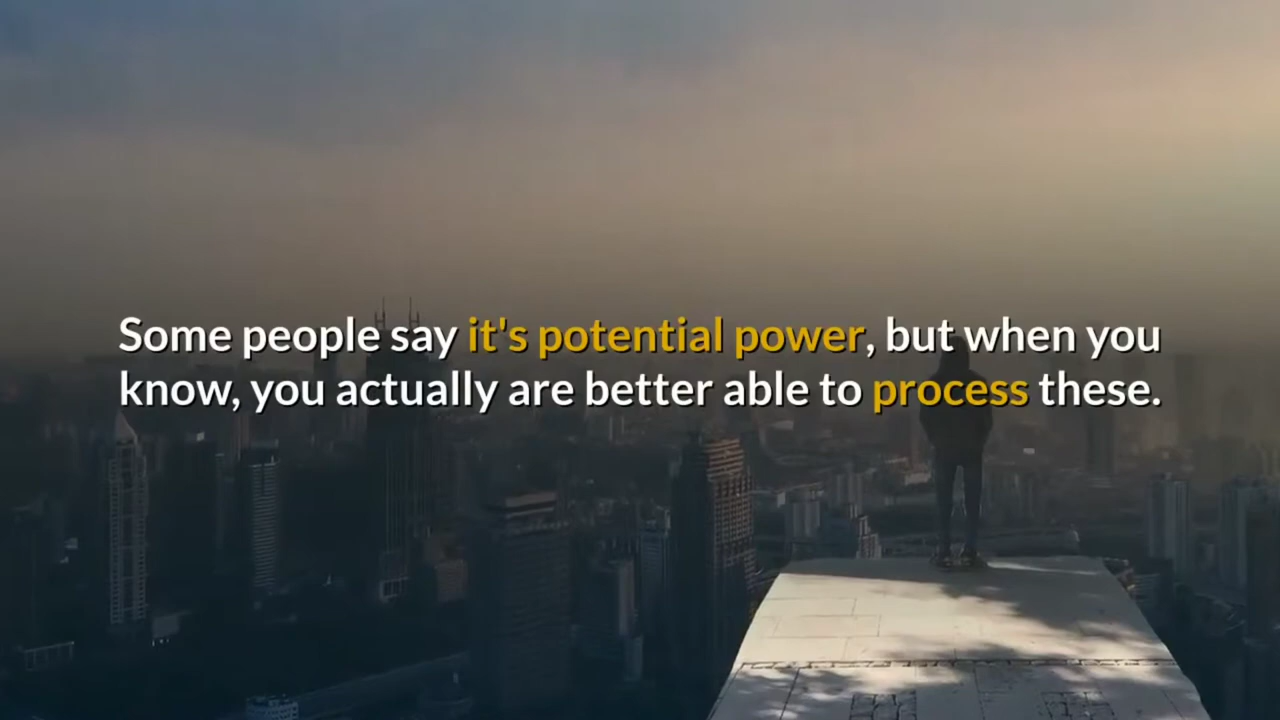 Some people say it's potential power, but when you
know, you actually are better able to process these.